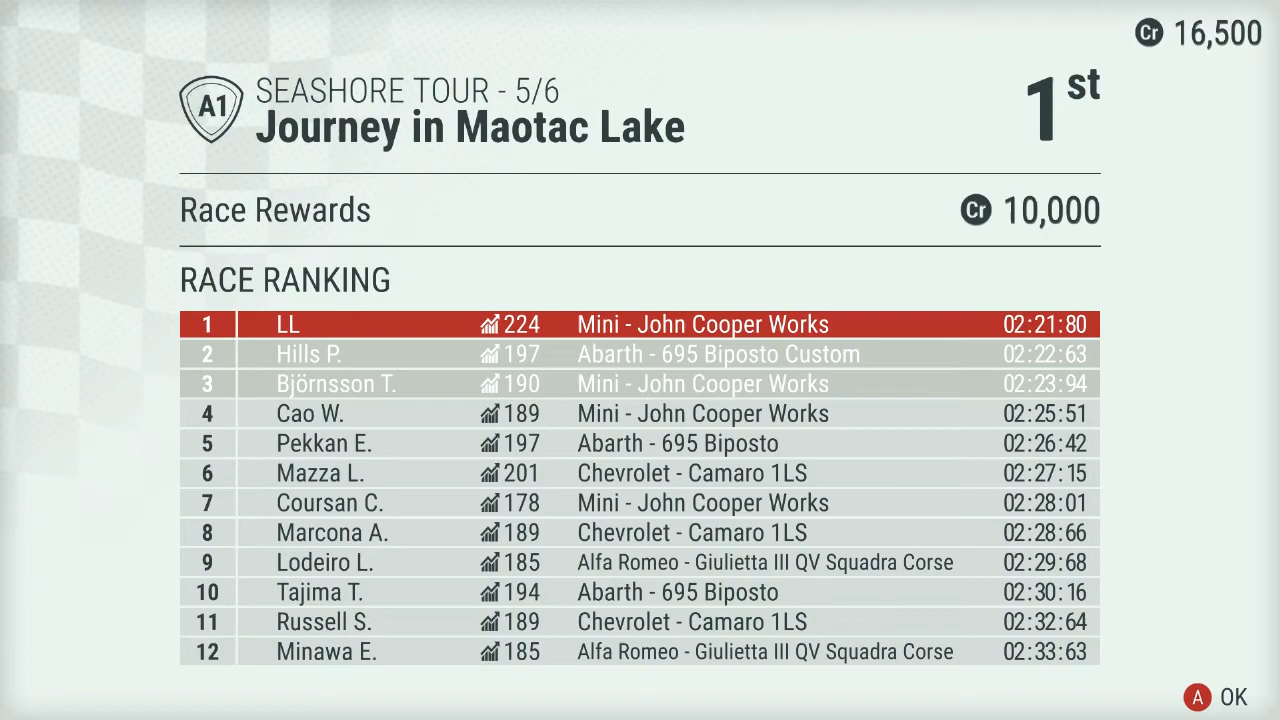 Cr 16,500
A1
SEASHORE TOUR - 5/6
Journey in Maotac Lake
1st
Race Rewards
Cr 10,000
RACE RANKING
1 LL 224 Mini - John Cooper Works 02:21:80
2 Hills P. 197 Abarth - 695 Biposto Custom 02:22:63
3 Björnsson T. 190 Mini - John Cooper Works 02:23:94
4 Cao W. 189 Mini - John Cooper Works 02:25:51
5 Pekkan E. 197 Abarth - 695 Biposto 02:26:42
6 Mazza L. 201 Chevrolet - Camaro 1LS 02:27:15
7 Coursan C. 178 Mini - John Cooper Works 02:28:01
8 Marcona A. 189 Chevrolet - Camaro 1LS 02:28:66
9 Lodeiro L. 185 Alfa Romeo - Giulietta III QV Squadra Corse 02:29:68
10 Tajima T. 194 Abarth - 695 Biposto 02:30:16
11 Russell S. 189 Chevrolet - Camaro 1LS 02:32:64
12 Minawe E. 185 Alfa Romeo - Giulietta III QV Squadra Corse 02:33:63
A OK